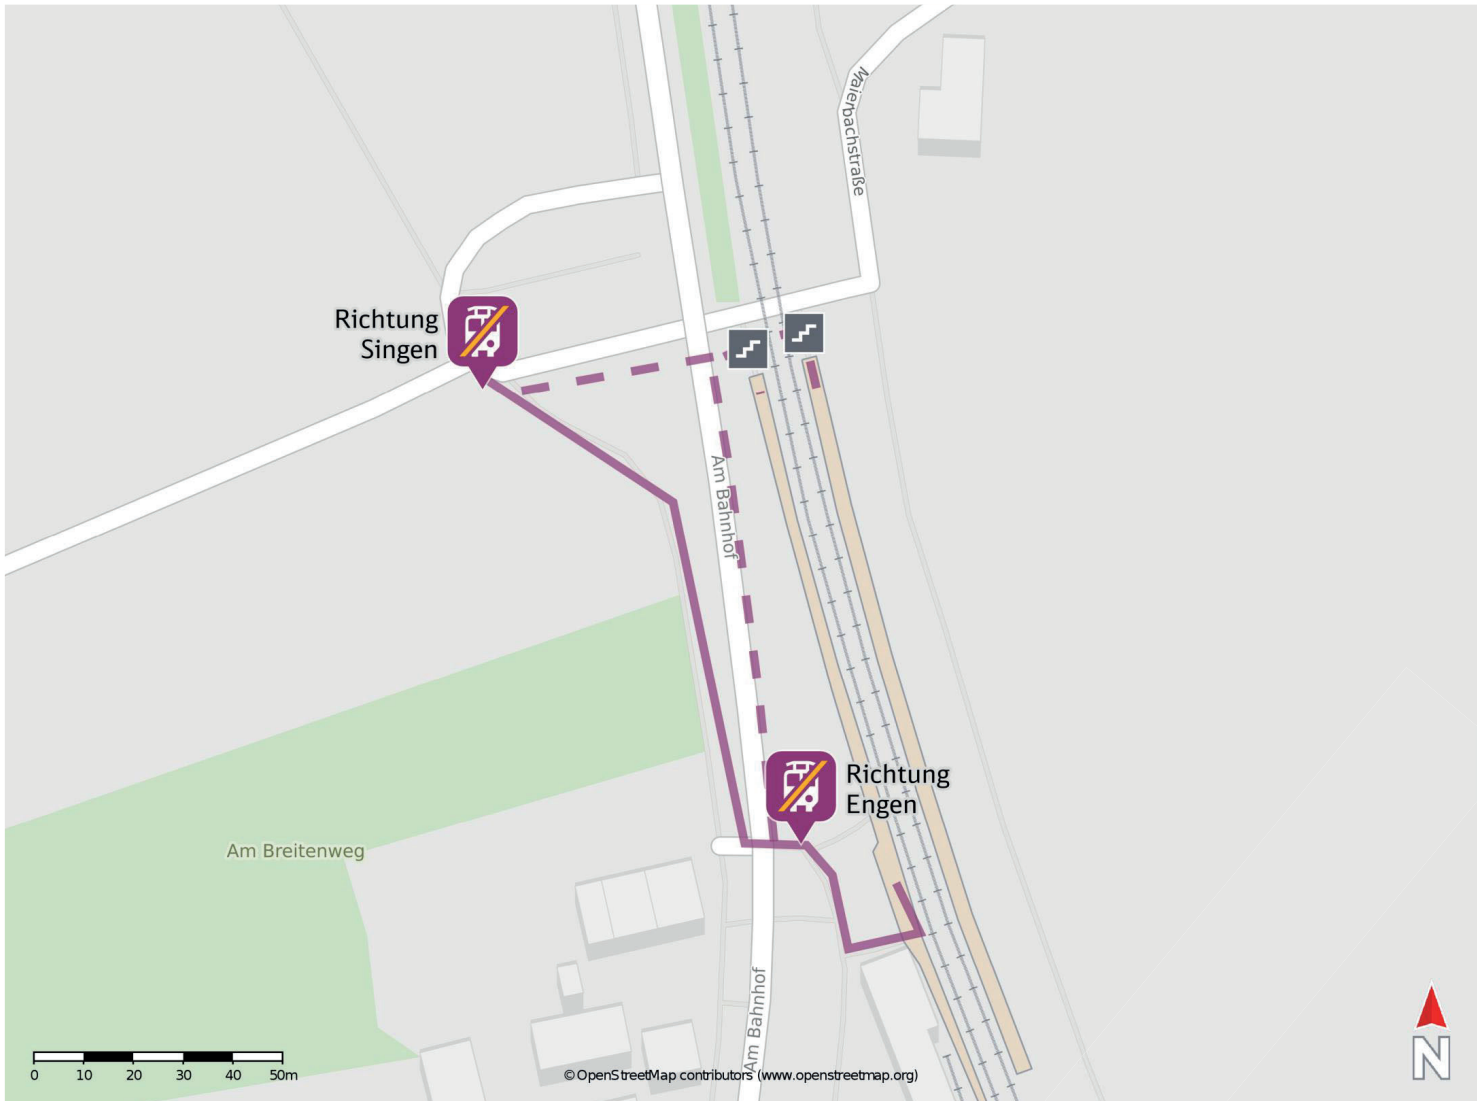 Maierbachstraße
Richtung
Singen
Am Bahnhof
Richtung
Engen
Am Breitenweg
Am Bahnhof
0 10 20 30 40 50m
© OpenStreetMap contributors (www.openstreetmap.org)
N